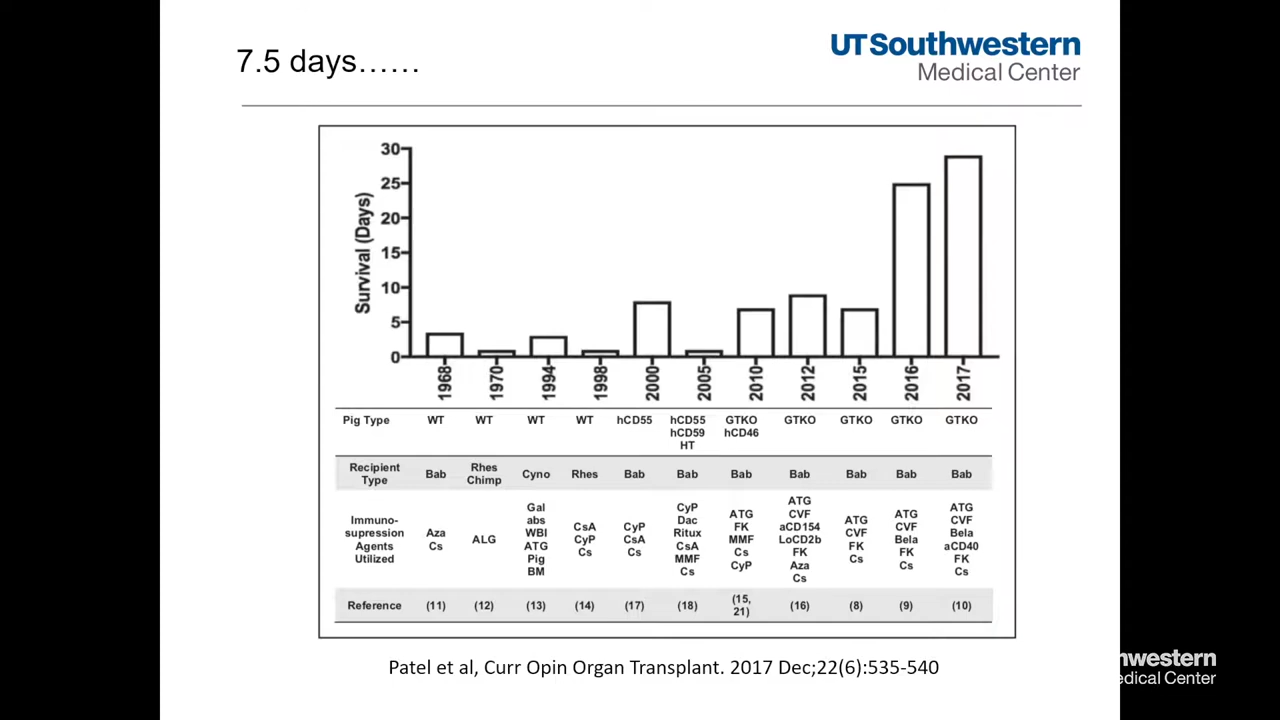 7.5 days……
UTSouthwestern
Medical Center
Survival (Days)
30
25
20
15
10
5
0
1968 1970 1994 1998 2000 2005 2010 2012 2015 2016 2017
Pig Type WT WT WT WT hCD55 hCD55 GTKO GTKO GTKO GTKO GTKO
hCD59 hCD46
HT
Recipient Type Bab Rhes Chimp Cyno Rhes Bab Bab Bab Bab Bab Bab Bab
Immuno-
supression
Agents
Utilized
Aza
Cs
ALG
Gal
abs
WBI
ATG
Pig
BM
CsA
CyP
Cs
CyP
CsA
Cs
CyP
Dac
Ritux
CsA
MMF
Cs
ATG
FK
MMF
Cs
CyP
ATG
CVF
aCD154
LoCD2b
FK
Aza
Cs
ATG
CVF
FK
Cs
ATG
CVF
Bela
FK
Cs
ATG
CVF
Bela
aCD40
FK
Cs
Reference (11) (12) (13) (14) (17) (18) (15, 21) (16) (8) (9) (10)
Patel et al, Curr Opin Organ Transplant. 2017 Dec;22(6):535-540
hwestern
Medical Center